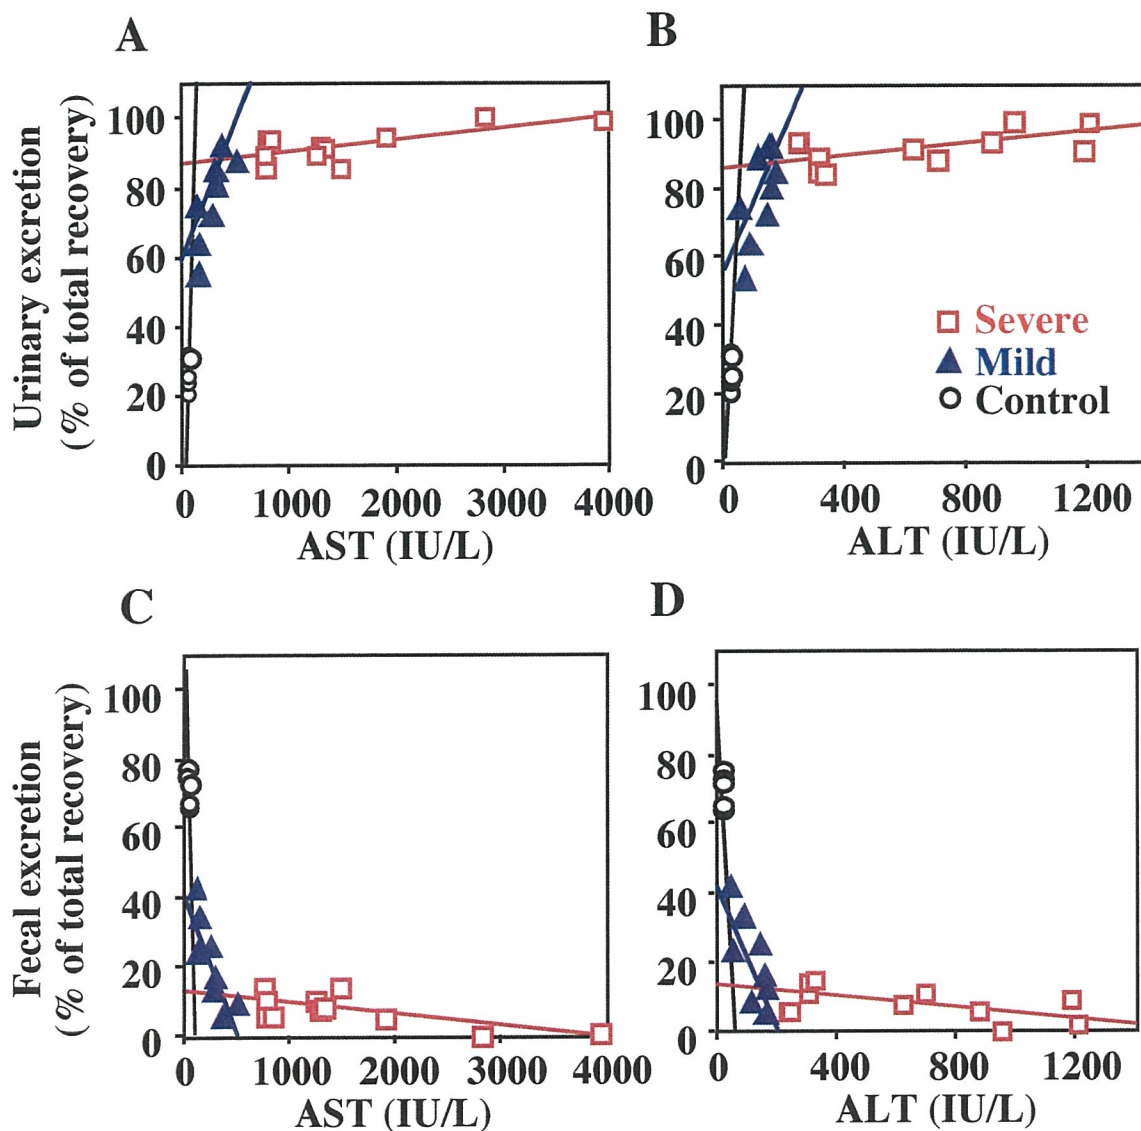 A
B
Urinary excretion
(% of total recovery)
100
80
60
40
20
0
0 1000 2000 3000 4000
AST (IU/L)
100
80
60
40
20
0
0 400 800 1200
ALT (IU/L)
Severe
Mild
Control
C
D
Fecal excretion
(% of total recovery)
100
80
60
40
20
0
0 1000 2000 3000 4000
AST (IU/L)
100
80
60
40
20
0
0 400 800 1200
ALT (IU/L)